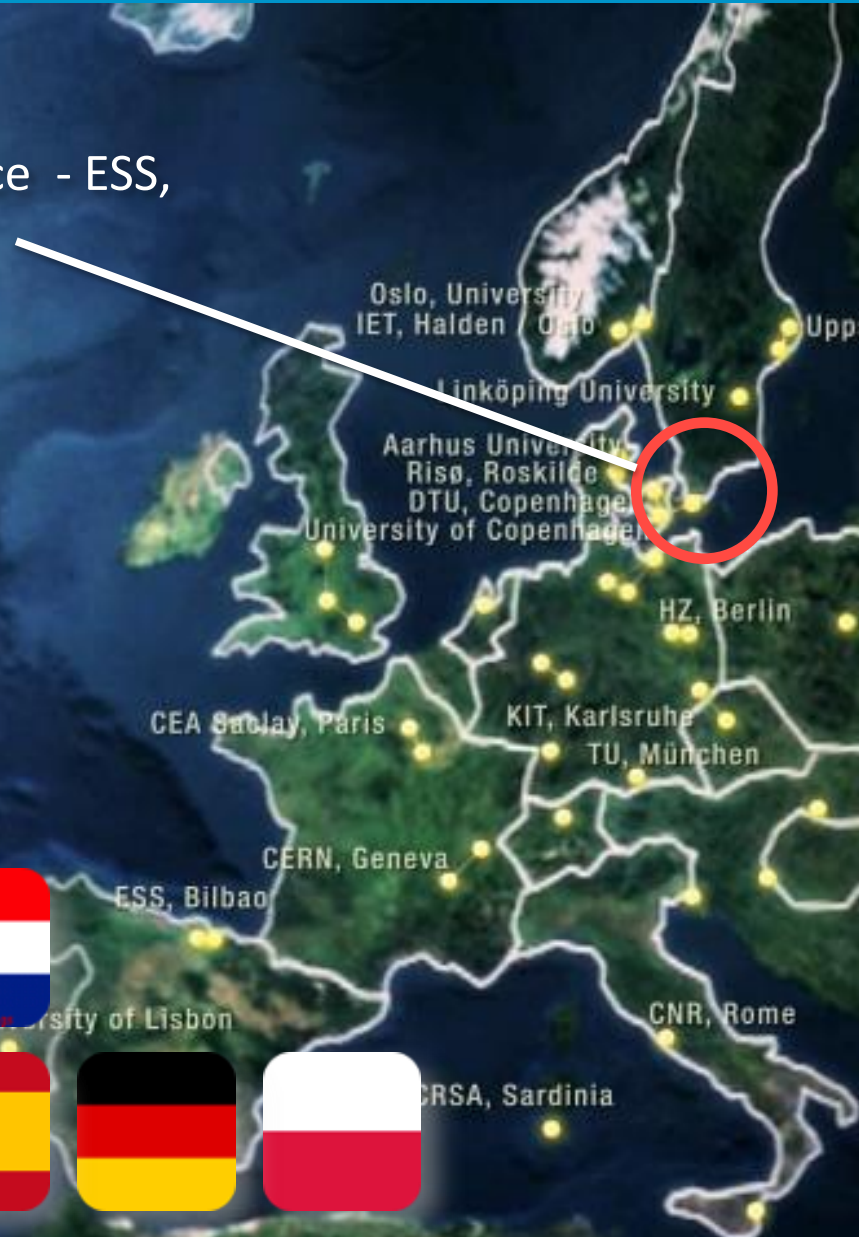 ce - ESS,
Oslo, University
IET, Halden / Oslo
Upp
Linköping University
Aarhus University
Risø, Roskilde
DTU, Copenhage
University of Copenhagen
HZ, Berlin
CEA Saclay, Paris
KIT, Karlsruhe
TU, München
CERN, Geneva
ESS, Bilbao
rsity of Lisbon
CNR, Rome
CRSA, Sardinia